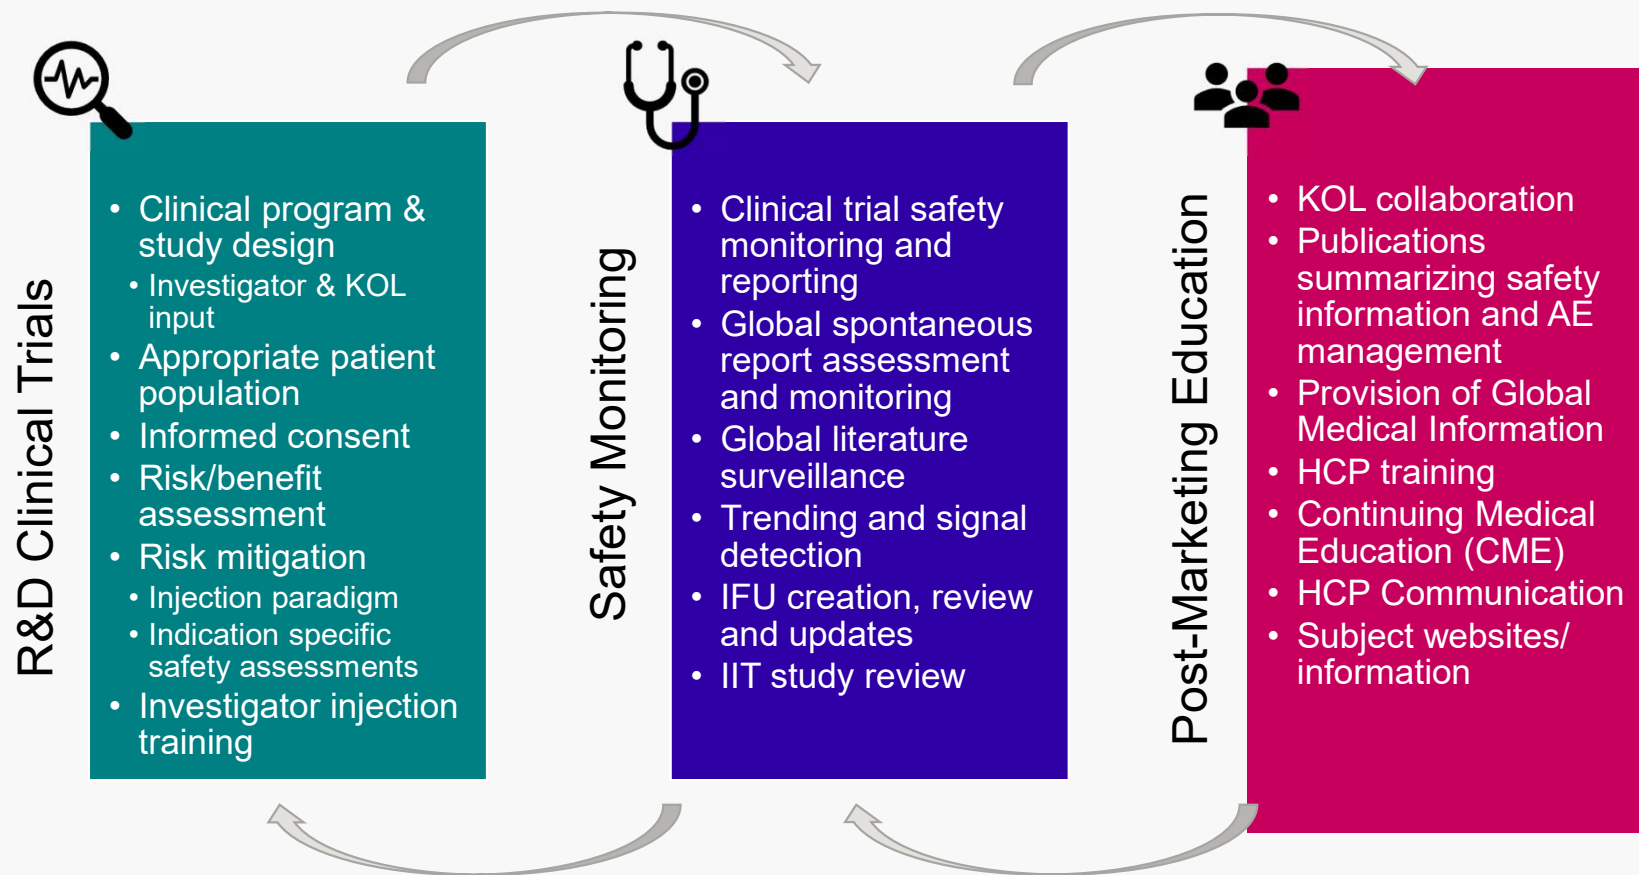 R&D Clinical Trials
• Clinical program &
study design
• Investigator & KOL
input
• Appropriate patient
population
• Informed consent
• Risk/benefit
assessment
• Risk mitigation
• Injection paradigm
• Indication specific
safety assessments
• Investigator injection
training
Safety Monitoring
• Clinical trial safety
monitoring and
reporting
• Global spontaneous
report assessment
and monitoring
• Global literature
surveillance
• Trending and signal
detection
• IFU creation, review
and updates
• IIT study review
Post-Marketing Education
• KOL collaboration
• Publications
summarizing safety
information and AE
management
• Provision of Global
Medical Information
• HCP training
• Continuing Medical
Education (CME)
• HCP Communication
• Subject websites/
information